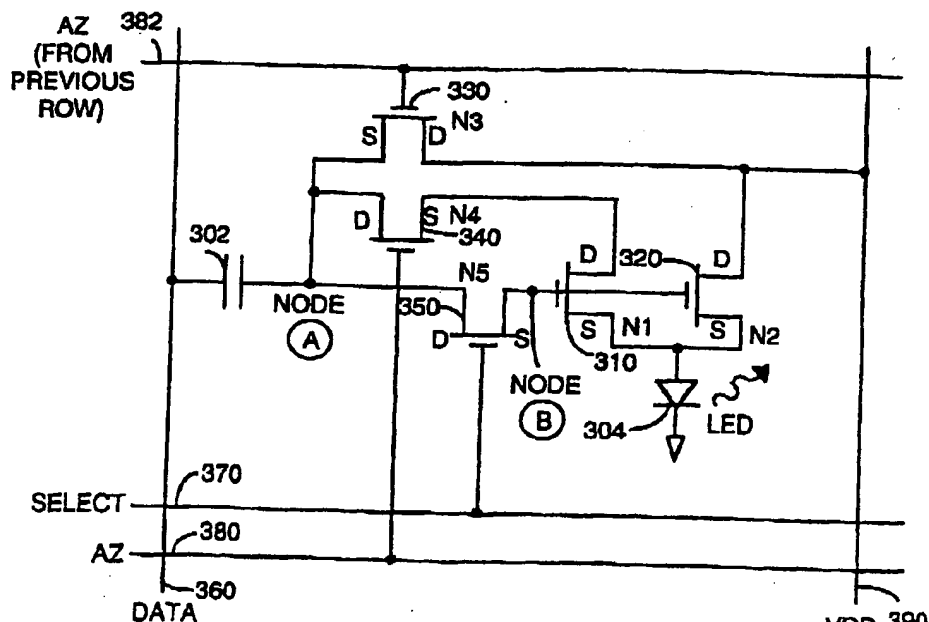 AZ 382
(FROM
PREVIOUS
ROW)
330
S D N3
D S N4
340
302
N5
320 D
D
NODE
A
350
D S
S N1
310
S N2
NODE
B
304
LED
370
SELECT
380
AZ
360
DATA
VDD 390